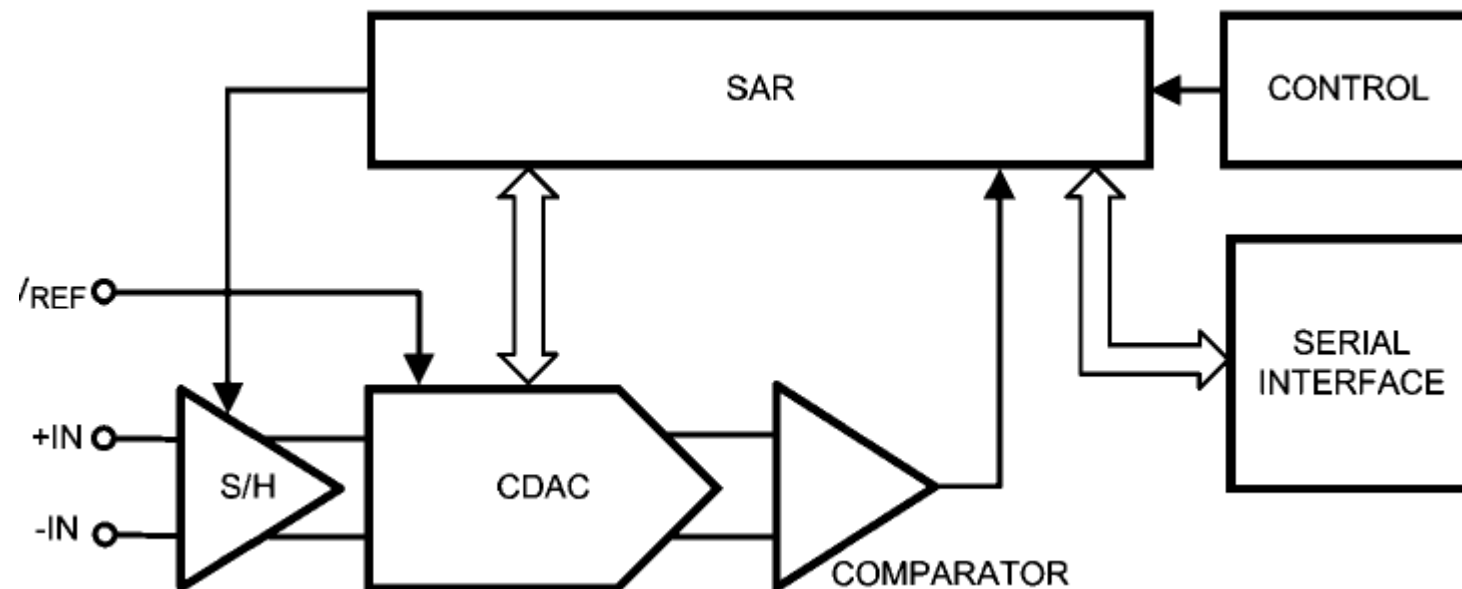 SAR
CONTROL
/REF
SERIAL
INTERFACE
+IN
S/H
CDAC
-IN
COMPARATOR